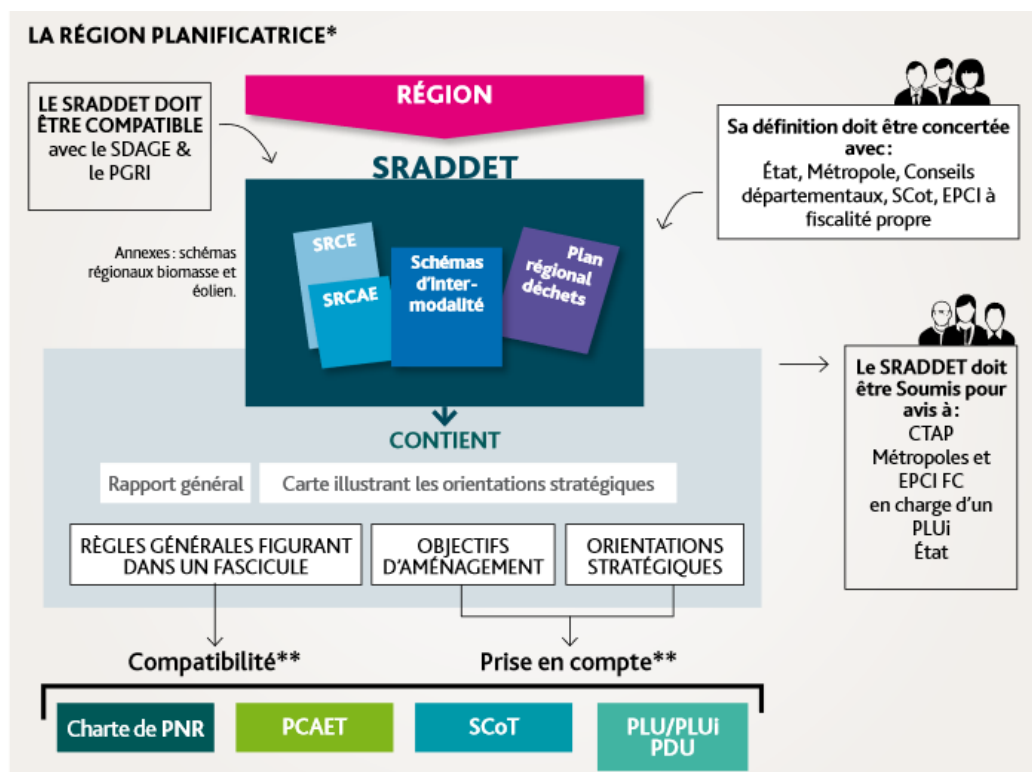 LA RÉGION PLANIFICATRICE*
RÉGION
LE SRADDET DOIT
ÊTRE COMPATIBLE
avec le SDAGE &
le PGRI
Sa définition doit être concertée
avec :
État, Métropole, Conseils
départementaux, SCot, EPCI à
fiscalité propre
SRADDET
Annexes : schémas
régionaux biomasse et
éolien.
SRCE
SRCAE
Schémas
d'Inter-
modalité
Plan
régional
déchets
Le SRADDET doit
être Soumis pour
avis à :
CTAP
Métropoles et
EPCI FC
en charge d'un
PLUi
État
CONTIENT
Rapport général
Carte illustrant les orientations stratégiques
RÈGLES GÉNÉRALES FIGURANT
DANS UN FASCICULE
OBJECTIFS
D'AMÉNAGEMENT
ORIENTATIONS
STRATÉGIQUES
Compatibilité**
Prise en compte**
Charte de PNR
PCAET
SCoT
PLU/PLUi
PDU